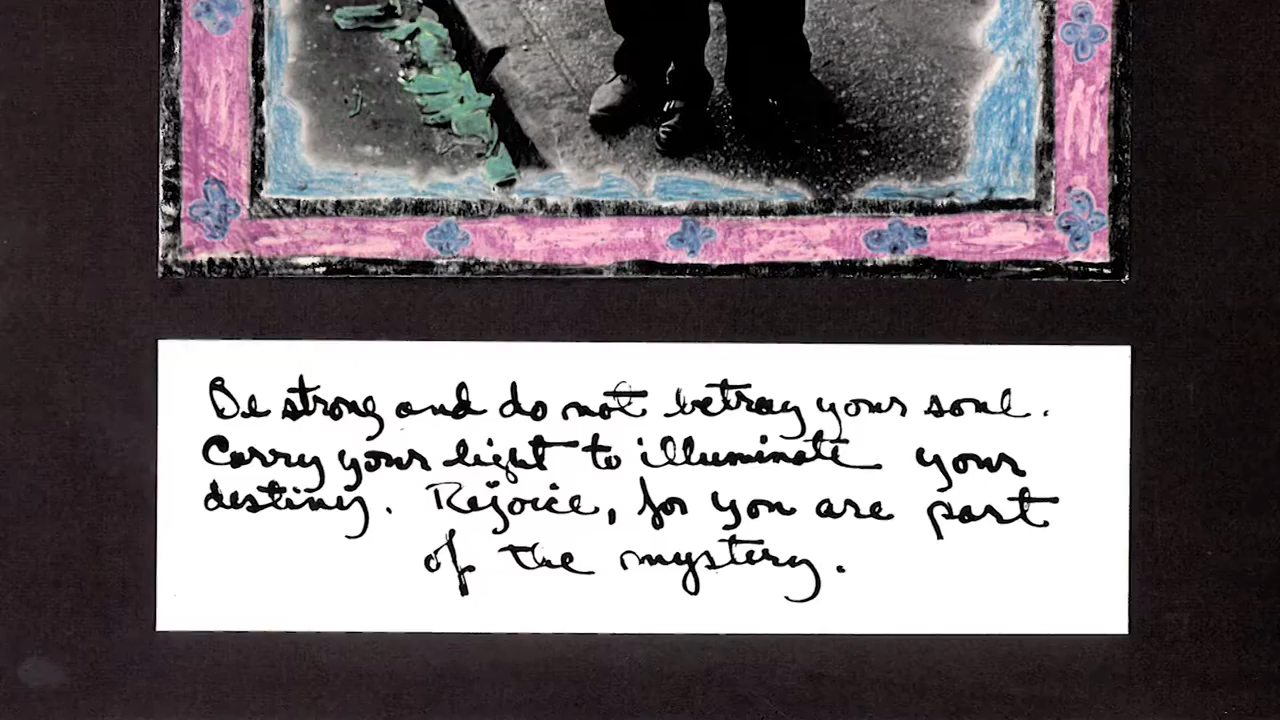 Be strong and do not betray your soul.
Carry your light to illuminate your
destiny. Rejoice, for you are part
of the mystery.